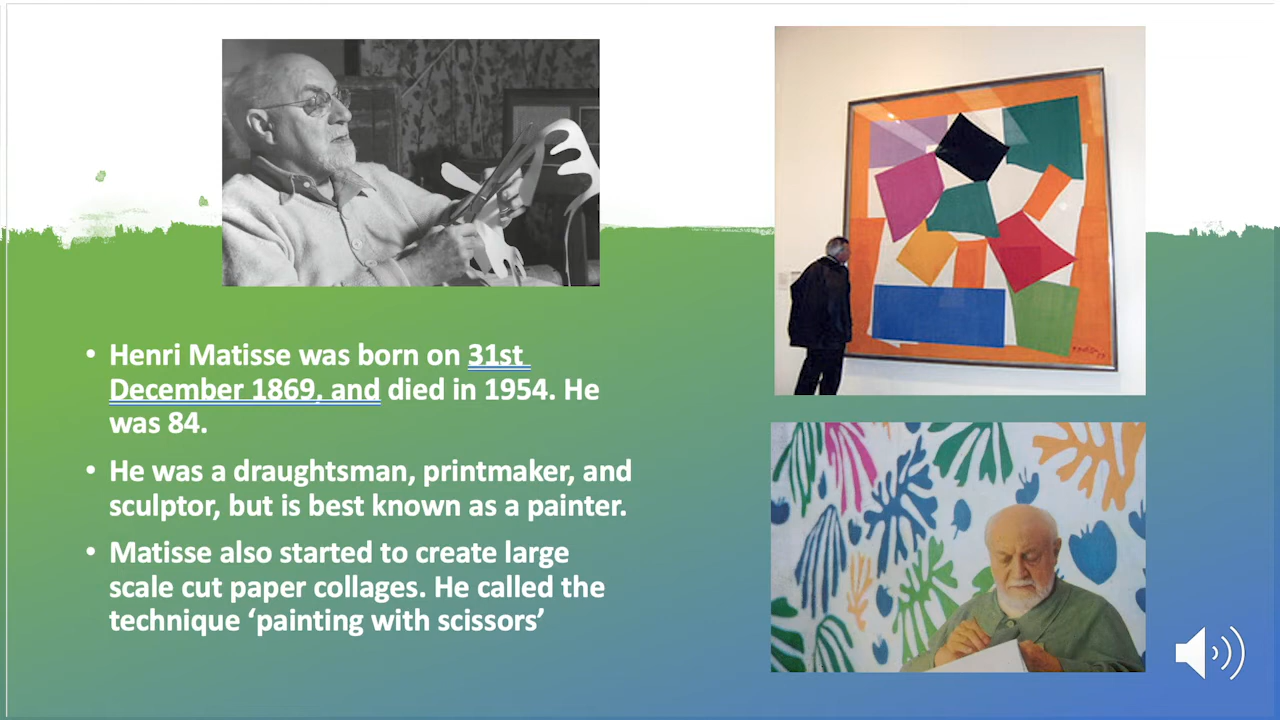 • Henri Matisse was born on 31st
December 1869, and died in 1954. He
was 84.
• He was a draughtsman, printmaker, and
sculptor, but is best known as a painter.
• Matisse also started to create large
scale cut paper collages. He called the
technique ‘painting with scissors’